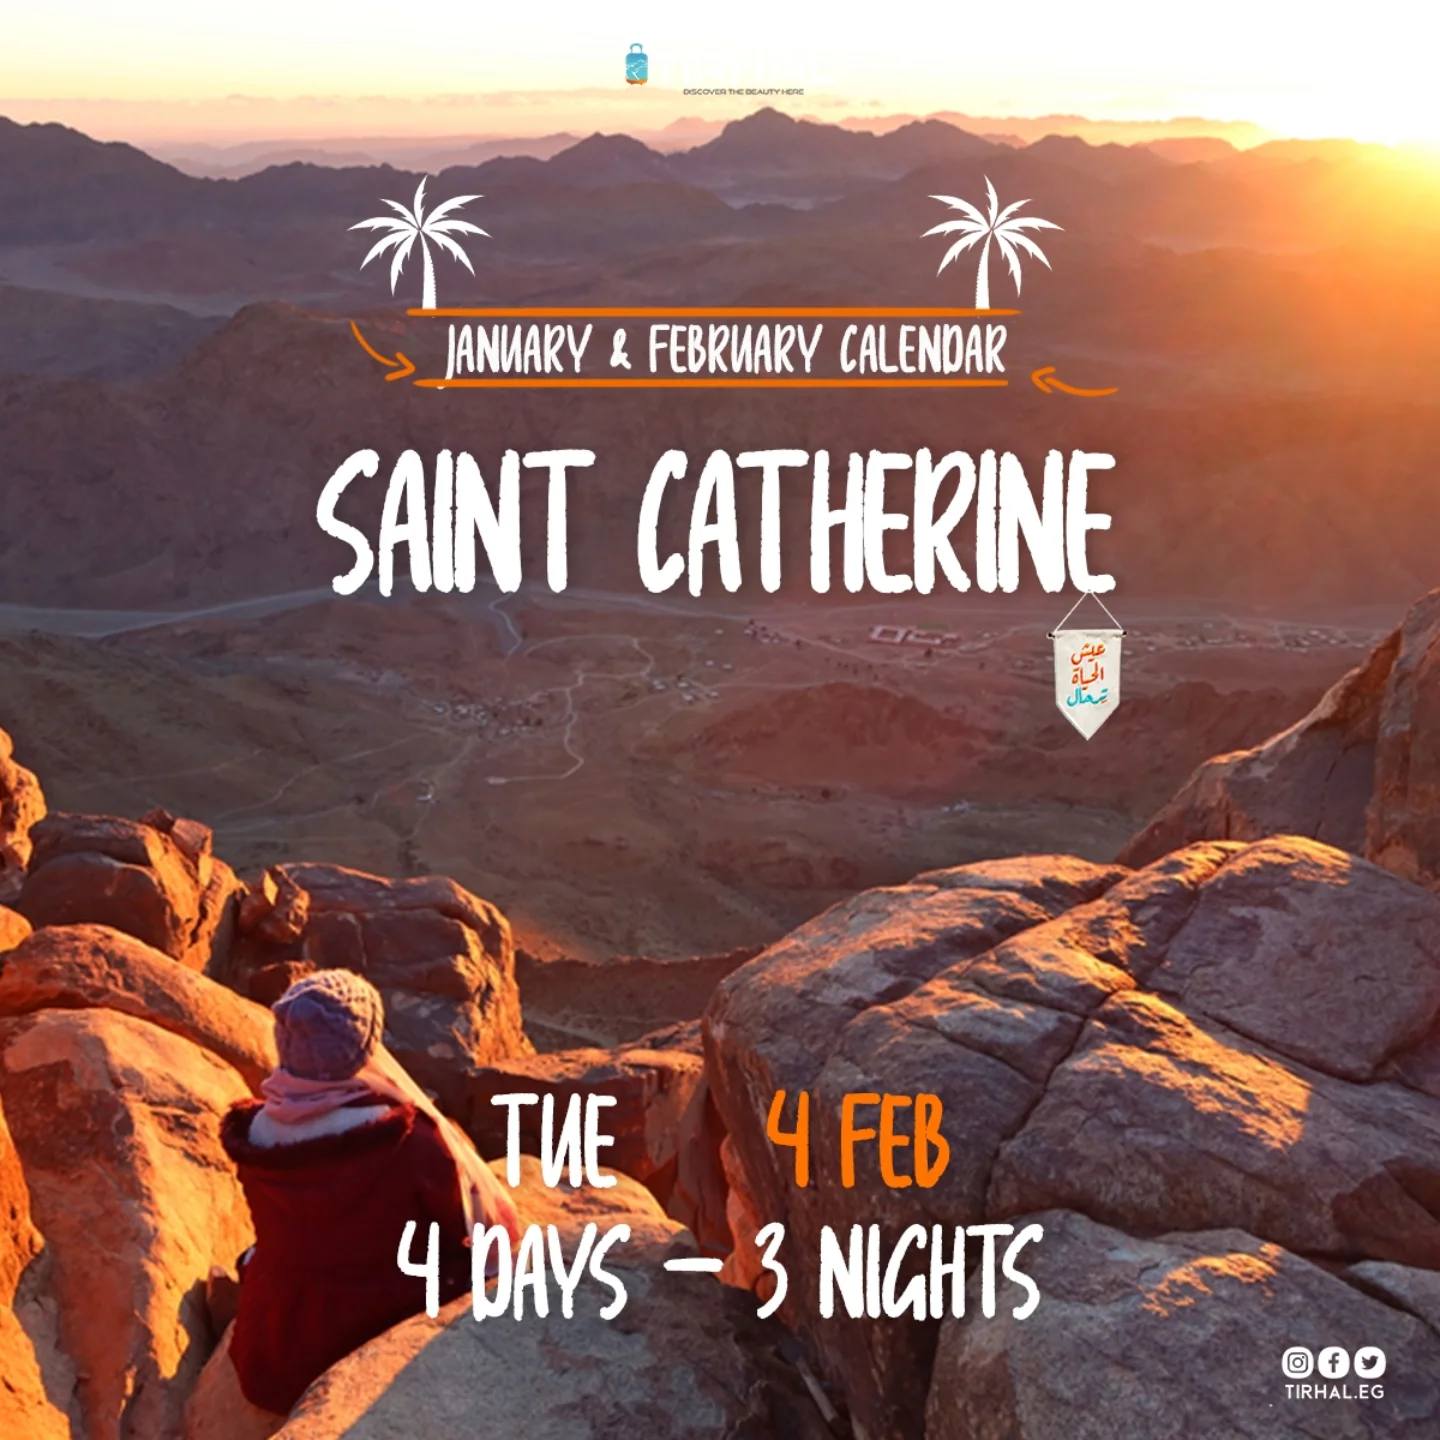 DISCOVER THE BEAUTY HERE
JANUARY & FEBRUARY CALENDAR
SAINT CATHERINE
عيش
الحياة
ترحال
TUE 4 FEB
4 DAYS – 3 NIGHTS
TIRHAL.EG